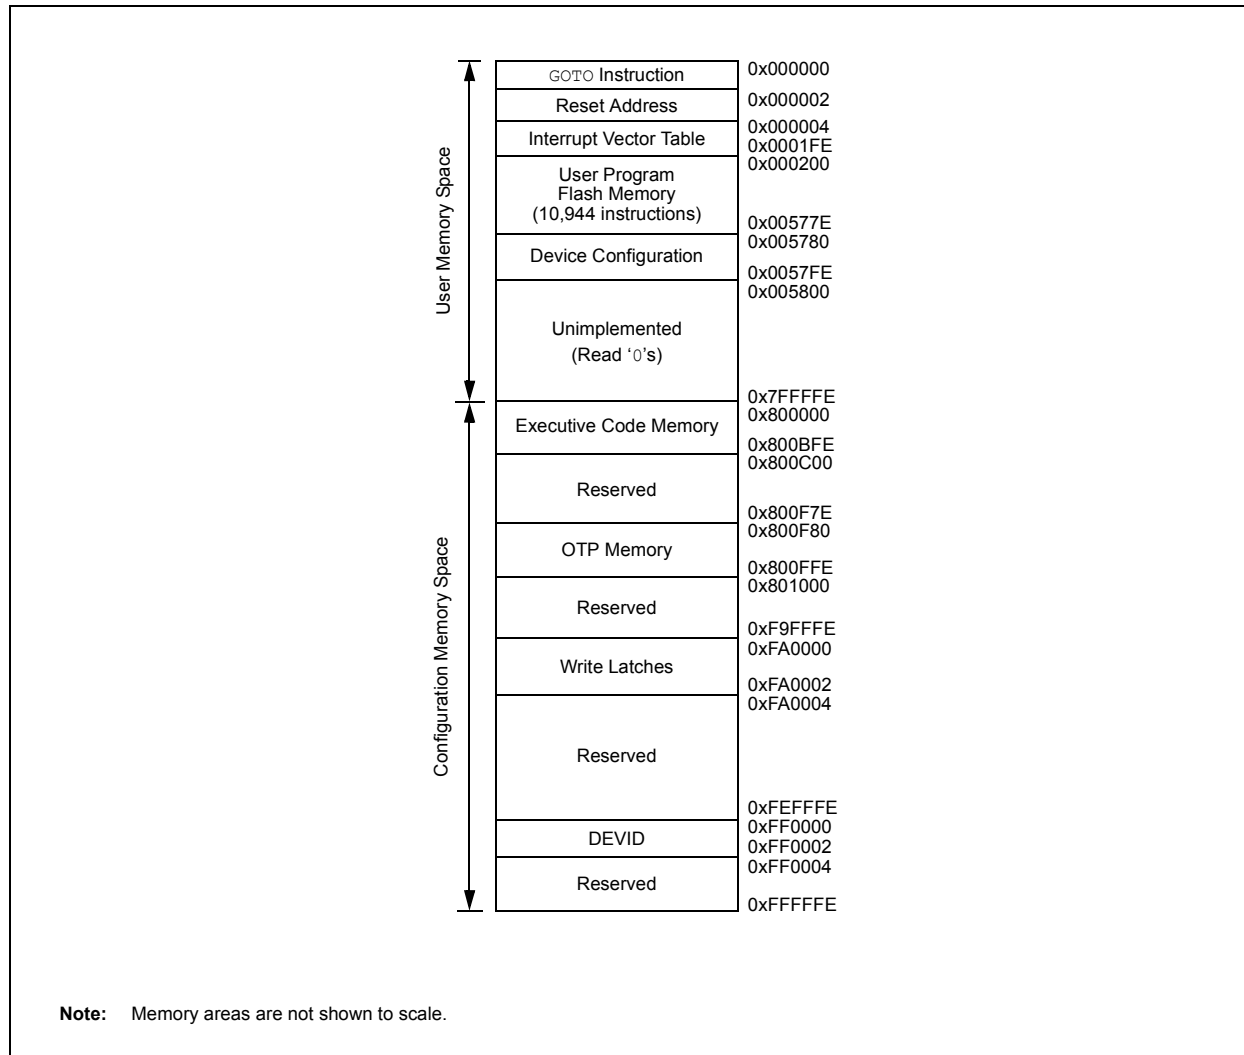 GOTO Instruction
0x000000
Reset Address
0x000002
Interrupt Vector Table
0x000004
0x0001FE
User Program
Flash Memory
(10,944 instructions)
0x000200
0x00577E
Device Configuration
0x005780
0x0057FE
Unimplemented
(Read ‘0’s)
0x005800
0x7FFFFE
User Memory Space
Executive Code Memory
0x800000
0x800BFE
Reserved
0x800C00
0x800F7E
OTP Memory
0x800F80
0x800FFE
Reserved
0x801000
0xF9FFFE
Write Latches
0xFA0000
0xFA0002
Reserved
0xFA0004
0xFEFFFE
DEVID
0xFF0000
0xFF0002
Reserved
0xFF0004
0xFFFFFE
Configuration Memory Space
Note: Memory areas are not shown to scale.